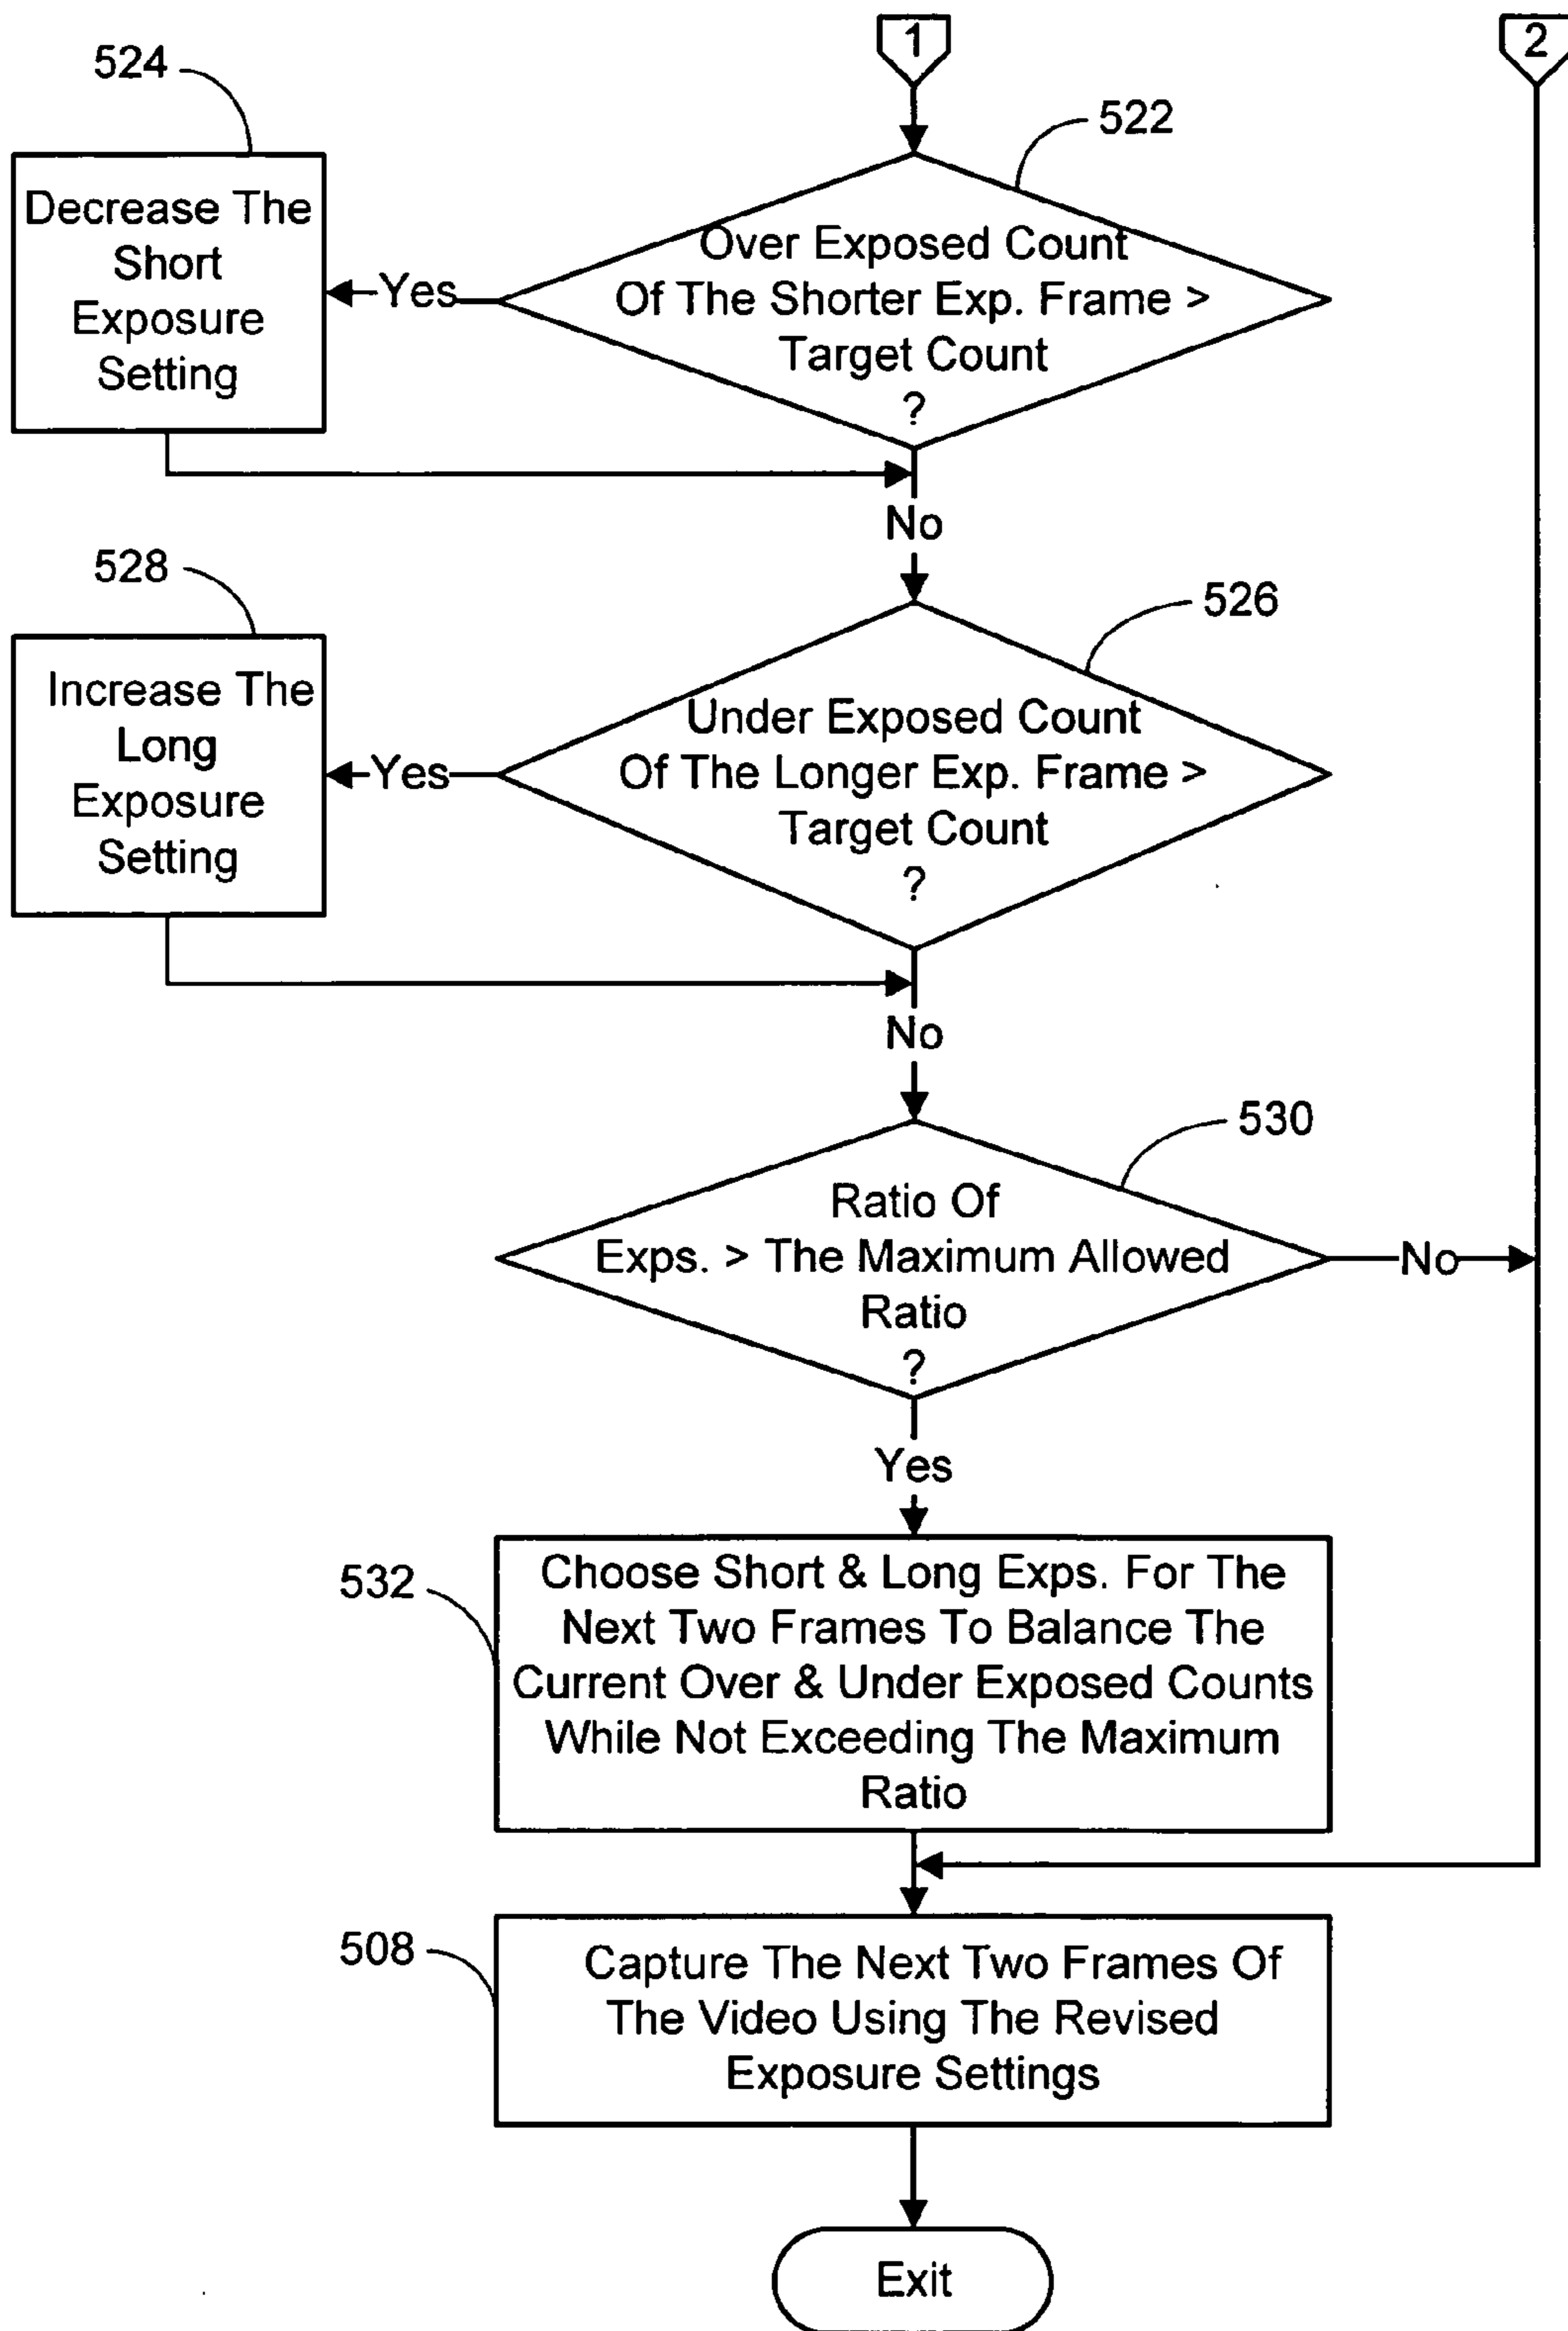 1
2
524
522
Decrease The
Short
Exposure
Setting
Yes
Over Exposed Count
Of The Shorter Exp. Frame >
Target Count
?
No
528
526
Increase The
Long
Exposure
Setting
Yes
Under Exposed Count
Of The Longer Exp. Frame >
Target Count
?
No
530
Ratio Of
Exps. > The Maximum Allowed
Ratio
?
No
Yes
532
Choose Short & Long Exps. For The
Next Two Frames To Balance The
Current Over & Under Exposed Counts
While Not Exceeding The Maximum
Ratio
508
Capture The Next Two Frames Of
The Video Using The Revised
Exposure Settings
Exit